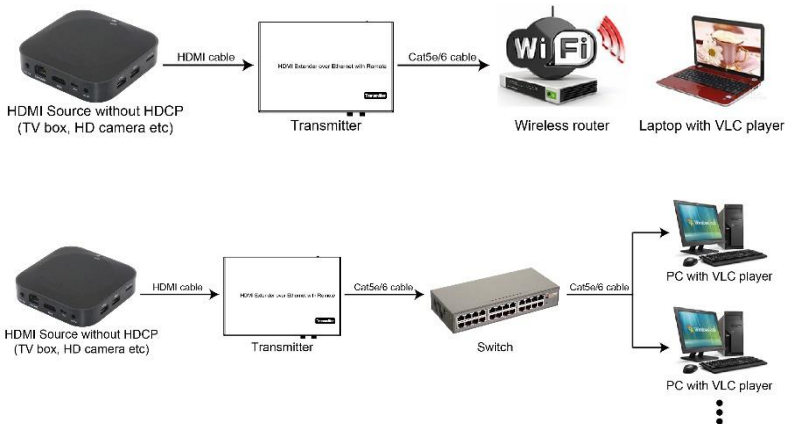 HDMI cable
HDMI Extender over Ethernet with Remote
Transmitter
Cat5e/6 cable
Wi Fi
HDMI Source without HDCP
(TV box, HD camera etc)
Transmitter
Wireless router
Laptop with VLC player
HDMI cable
HDMI Extender over Ethernet with Remote
Transmitter
Cat5e/6 cable
Cat5e/6 cable
PC with VLC player
HDMI Source without HDCP
(TV box, HD camera etc)
Transmitter
Switch
PC with VLC player